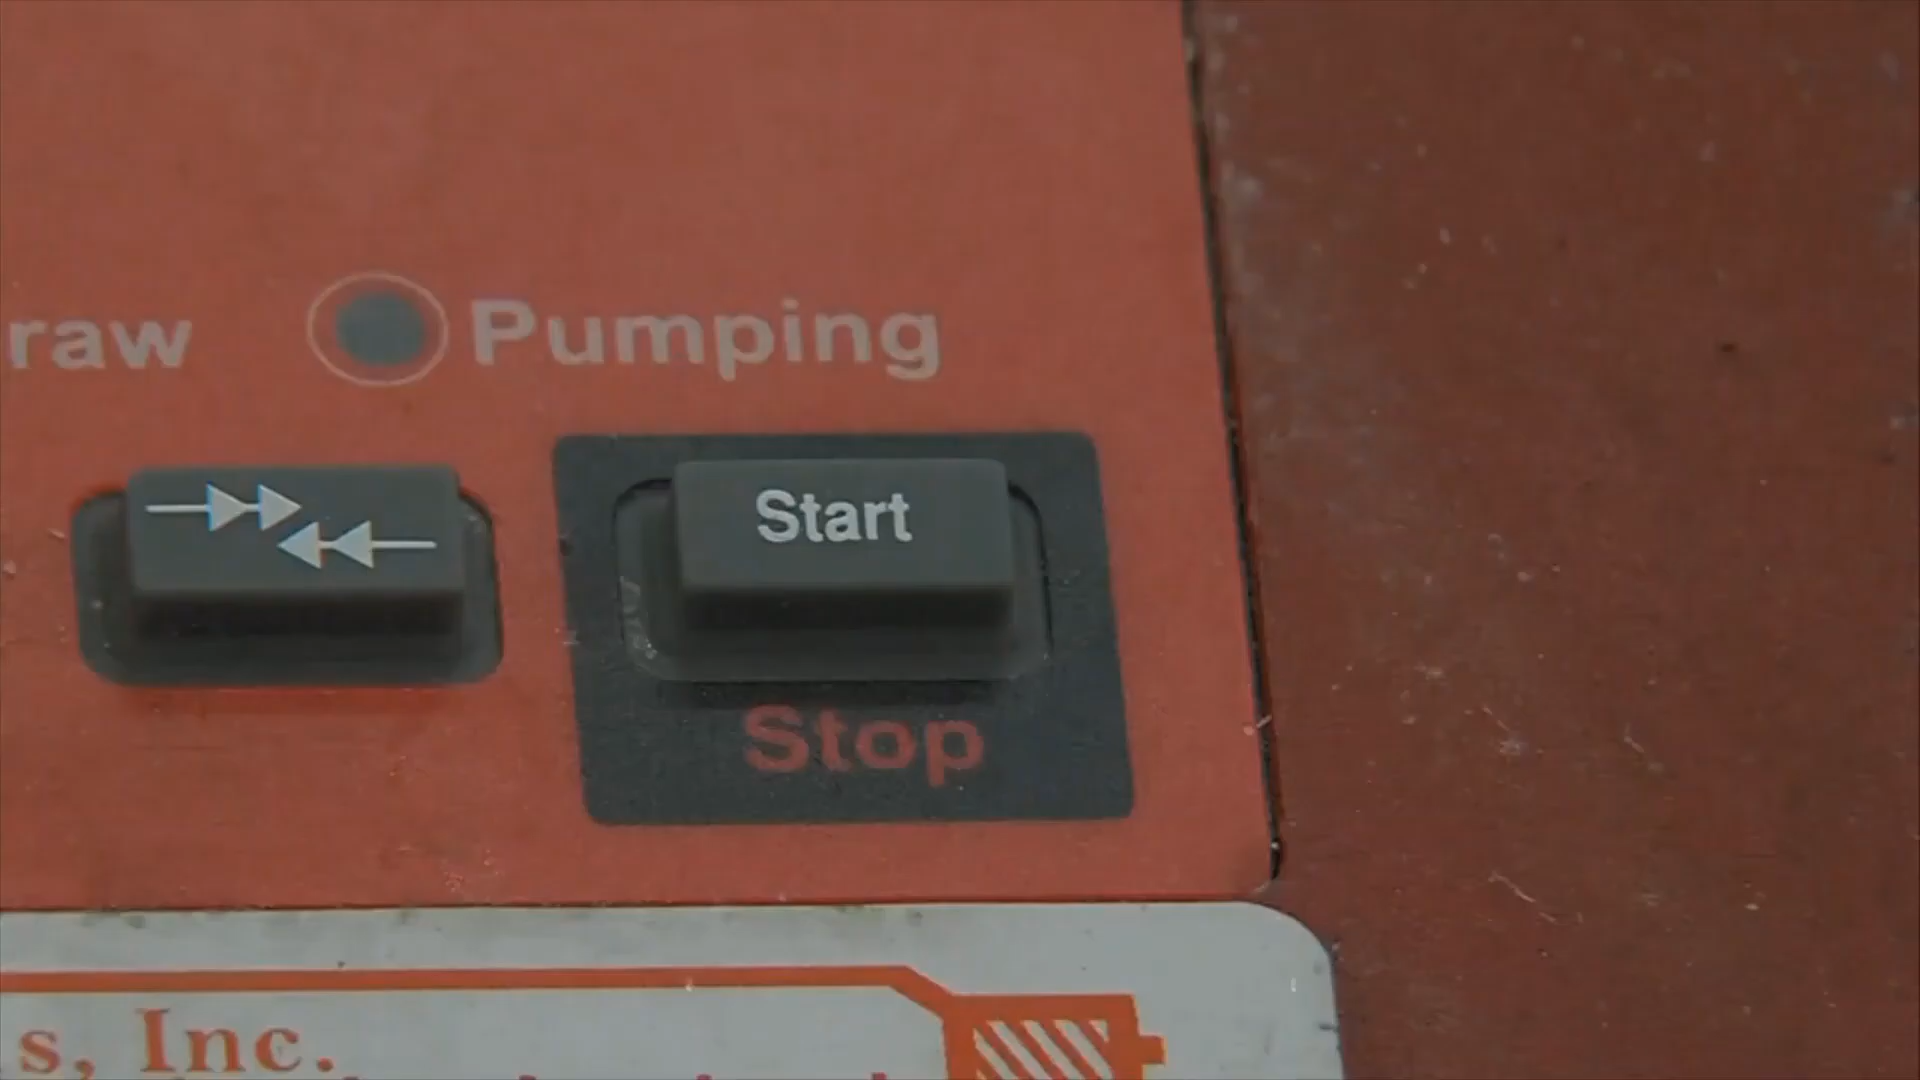 raw Pumping
Start
Stop
s, Inc.